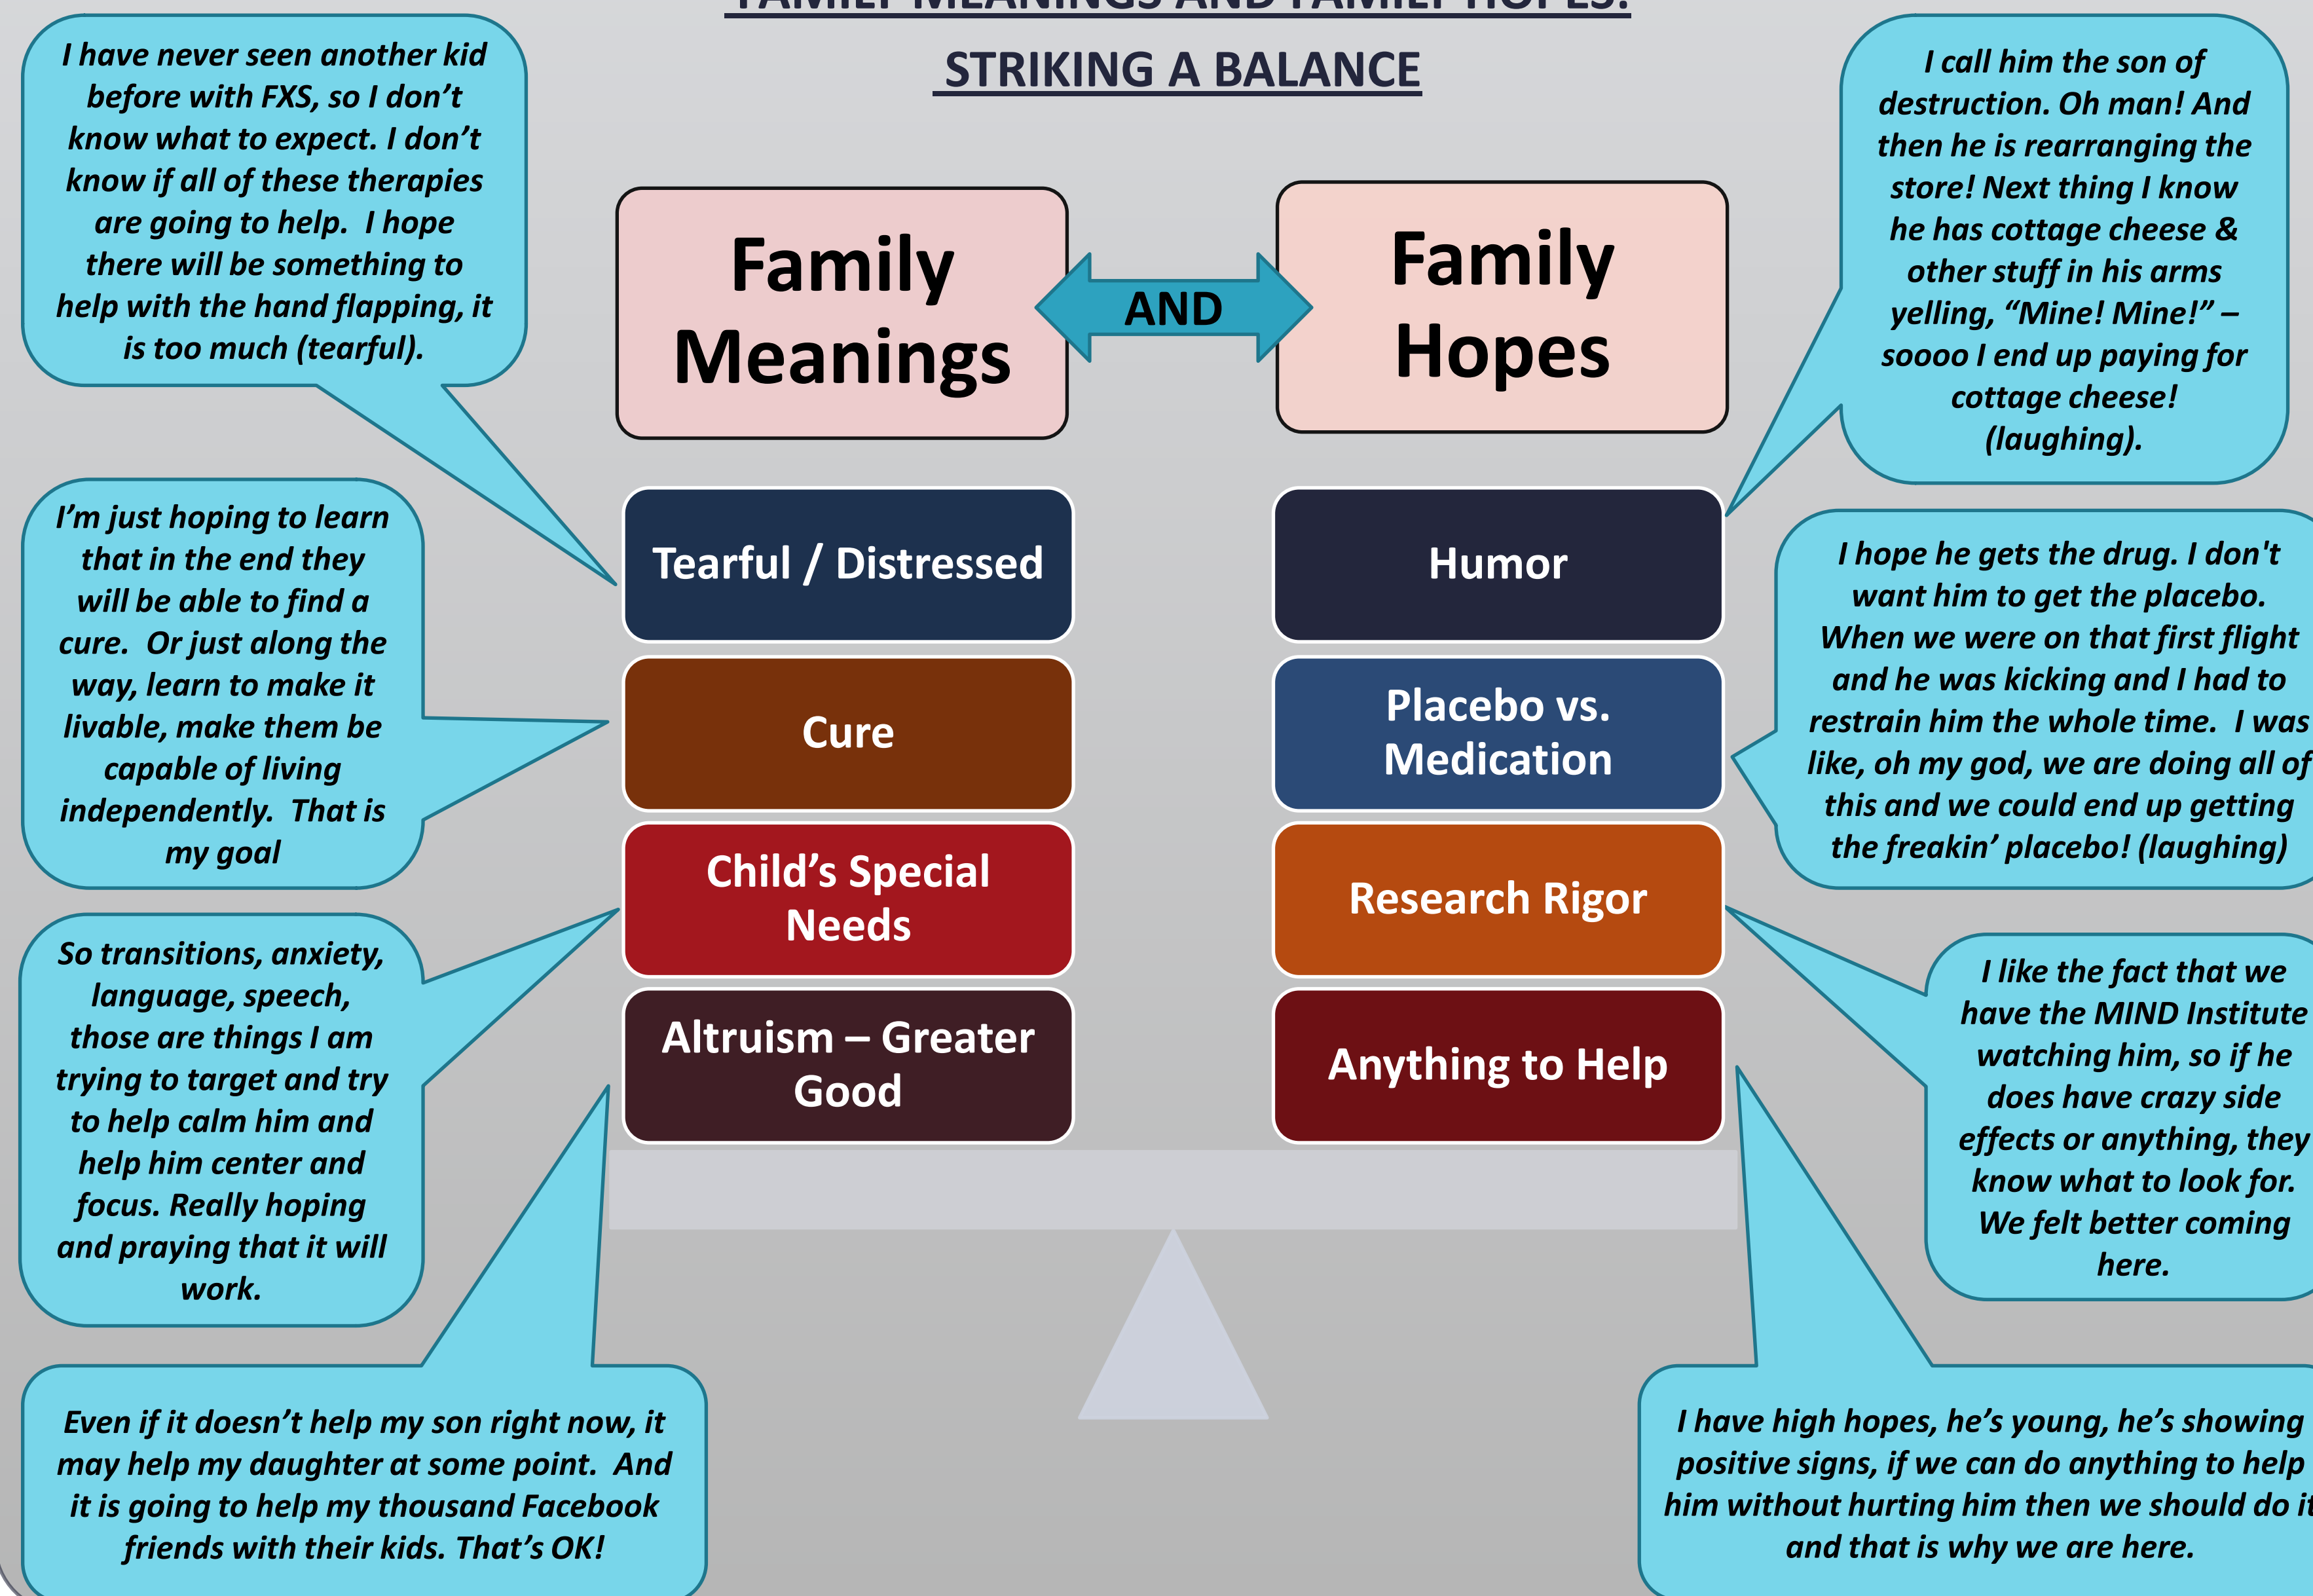 FAMILY MEANINGS AND FAMILY HOPES:
STRIKING A BALANCE
I have never seen another kid
before with FXS, so I don’t
know what to expect. I don’t
know if all of these therapies
are going to help.  I hope
there will be something to
help with the hand flapping, it
is too much (tearful).
I’m just hoping to learn
that in the end they
will be able to find a
cure.  Or just along the
way, learn to make it
livable, make them be
capable of living
independently.  That is
my goal
So transitions, anxiety,
language, speech,
those are things I am
trying to target and try
to help calm him and
help him center and
focus. Really hoping
and praying that it will
work.
Even if it doesn’t help my son right now, it
may help my daughter at some point.  And
it is going to help my thousand Facebook
friends with their kids. That’s OK!
Family
Meanings
AND
Family
Hopes
Tearful / Distressed
Cure
Child’s Special
Needs
Altruism – Greater
Good
Humor
Placebo vs.
Medication
Research Rigor
Anything to Help
I call him the son of
destruction. Oh man! And
then he is rearranging the
store! Next thing I know
he has cottage cheese &
other stuff in his arms
yelling, “Mine! Mine!” –
soooo I end up paying for
cottage cheese!
(laughing).
I hope he gets the drug. I don't
want him to get the placebo.
When we were on that first flight
and he was kicking and I had to
restrain him the whole time.  I was
like, oh my god, we are doing all of
this and we could end up getting
the freakin’ placebo! (laughing)
I like the fact that we
have the MIND Institute
watching him, so if he
does have crazy side
effects or anything, they
know what to look for.
We felt better coming
here.
I have high hopes, he’s young, he’s showing
positive signs, if we can do anything to help
him without hurting him then we should do it
and that is why we are here.